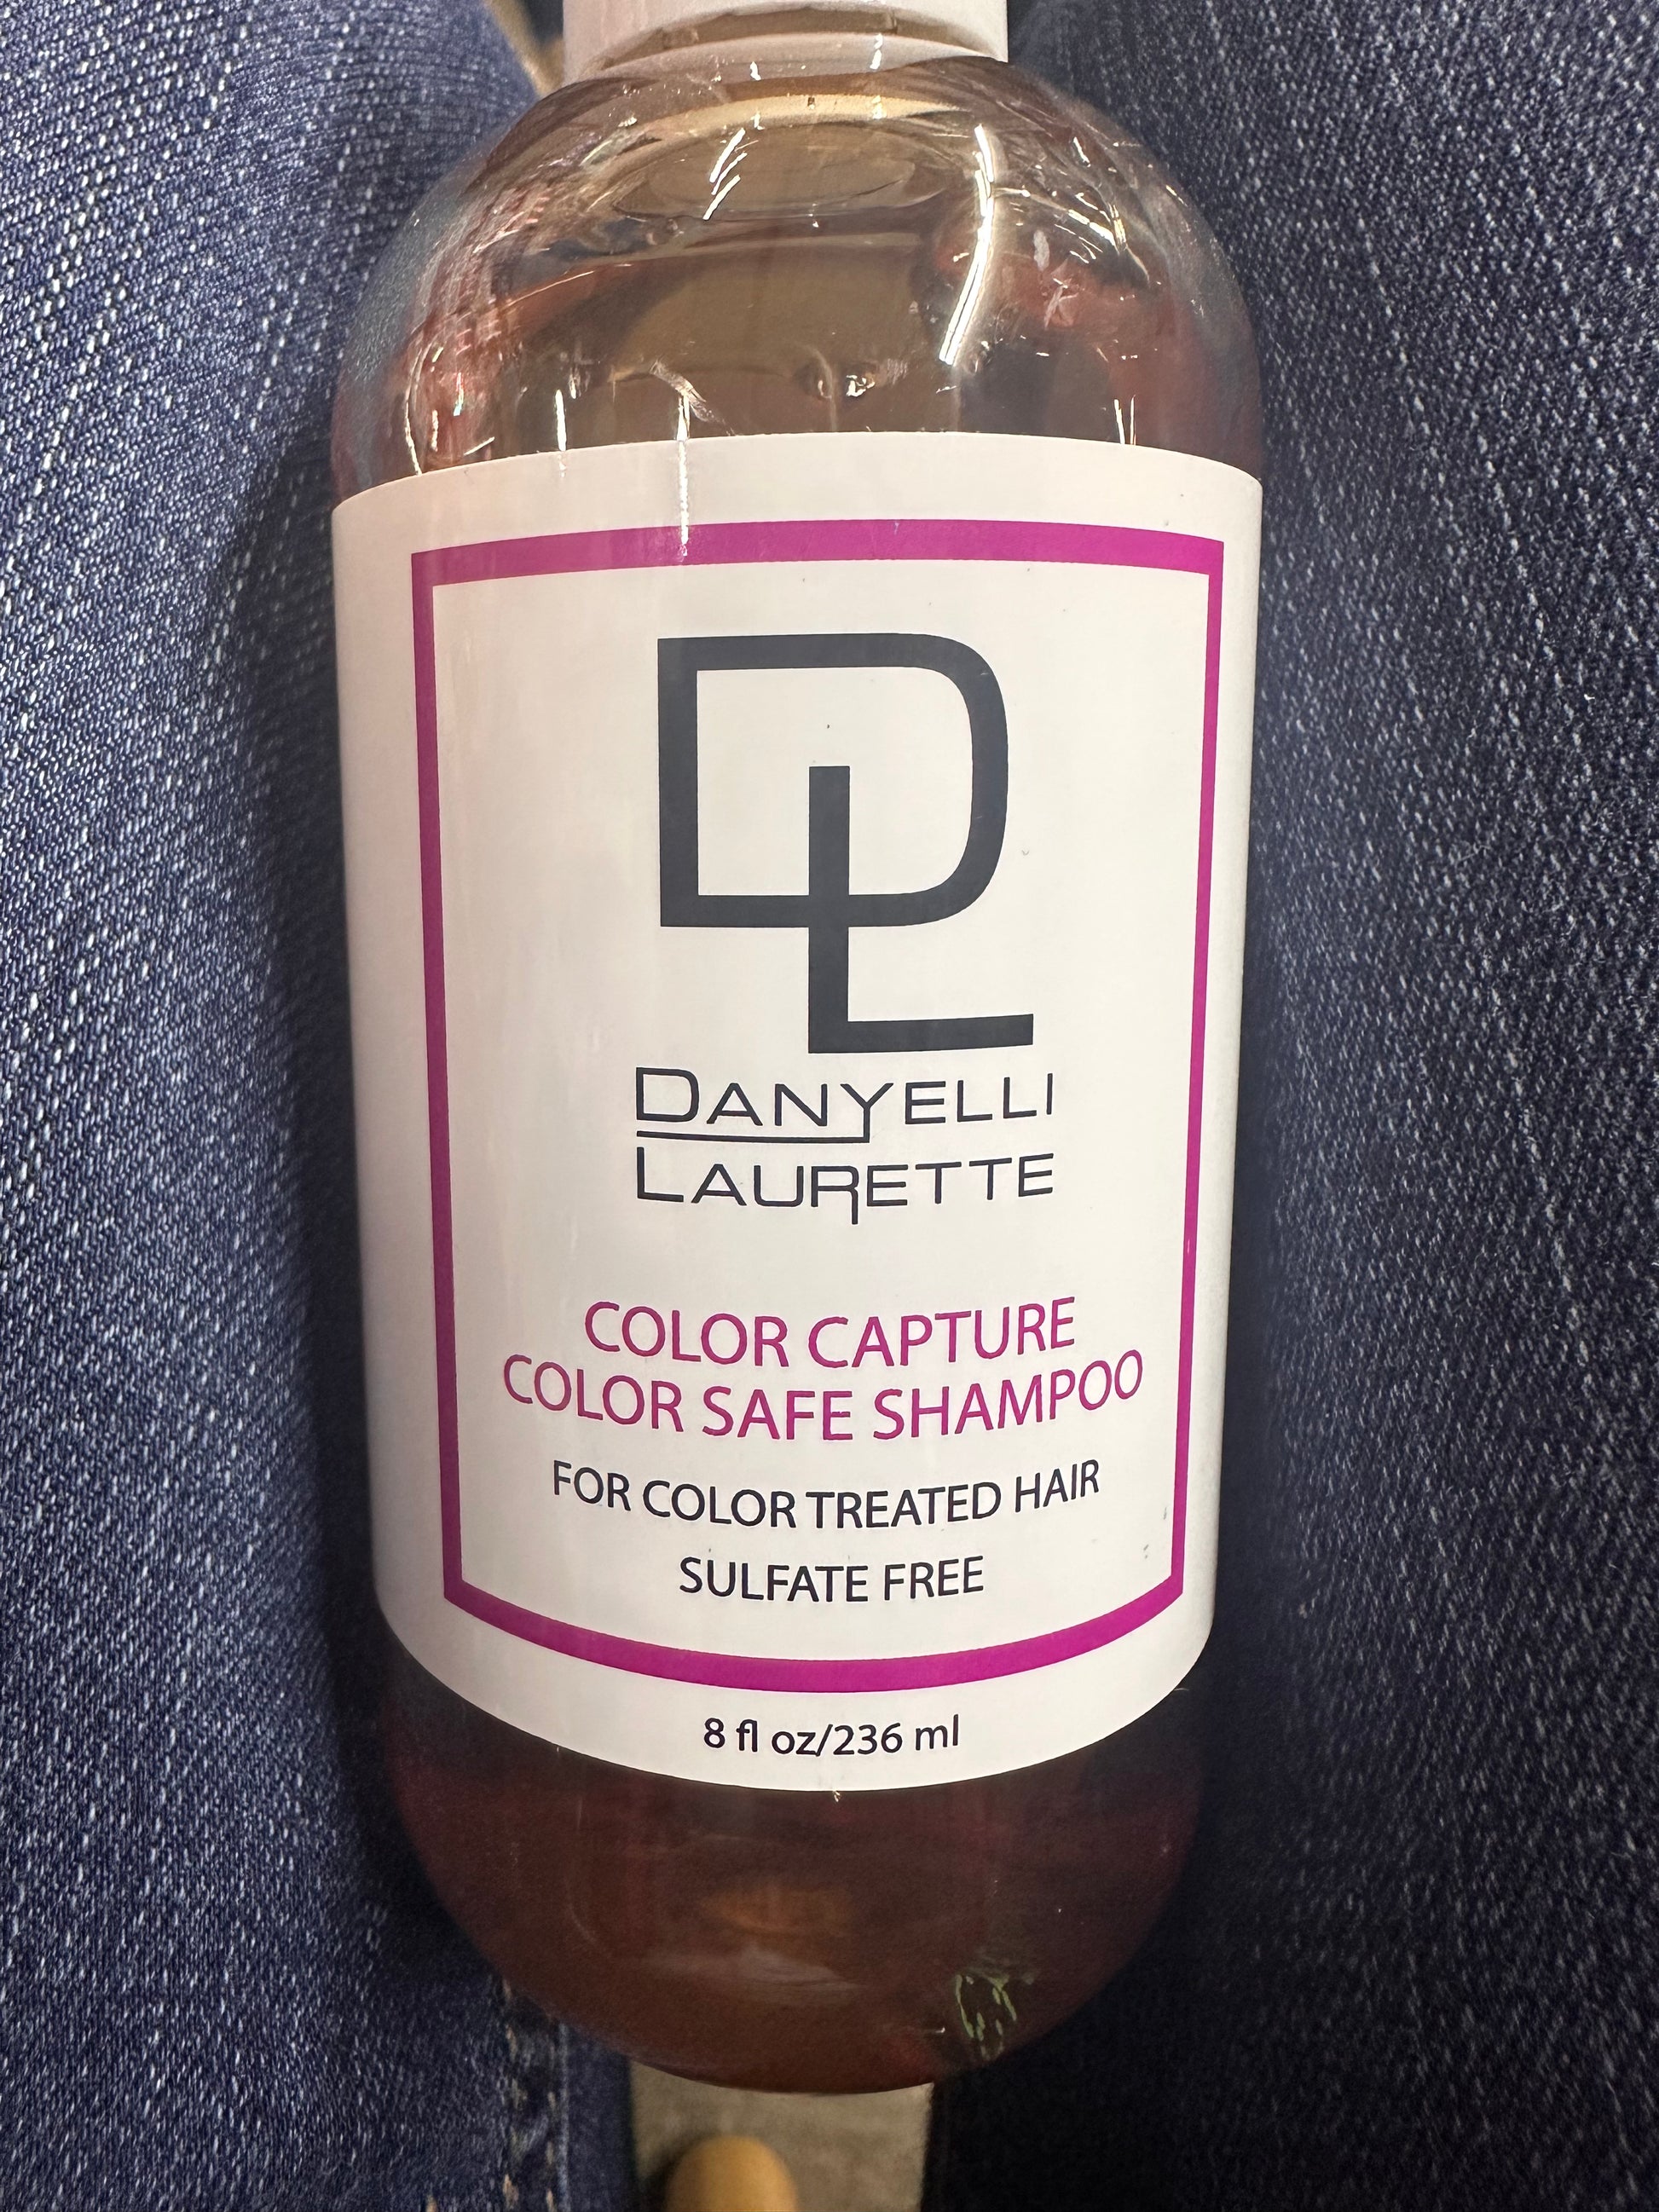 DL
DANYELLI
LAURETTE
COLOR CAPTURE
COLOR SAFE SHAMPOO
FOR COLOR TREATED HAIR
SULFATE FREE
8 fl oz/236 ml